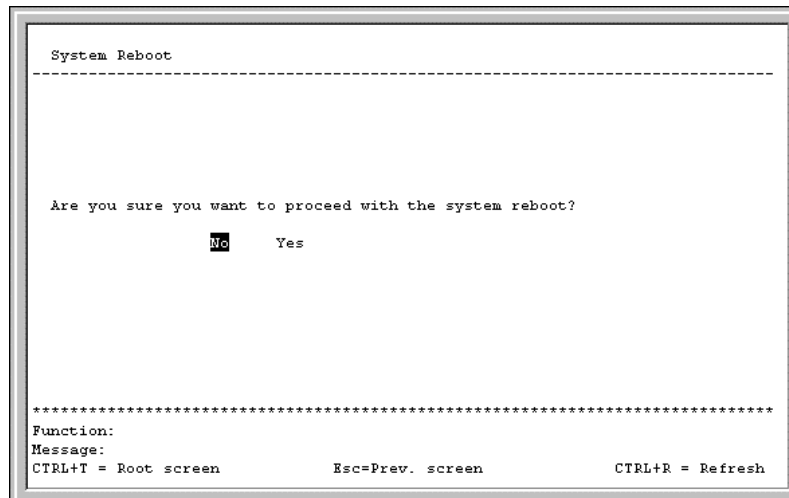 System Reboot
--------------------------------------------------------------------------------
Are you sure you want to proceed with the system reboot?
No Yes
********************************************************************************
Function:
Message:
CTRL+T = Root screen Esc=Prev. screen CTRL+R = Refresh